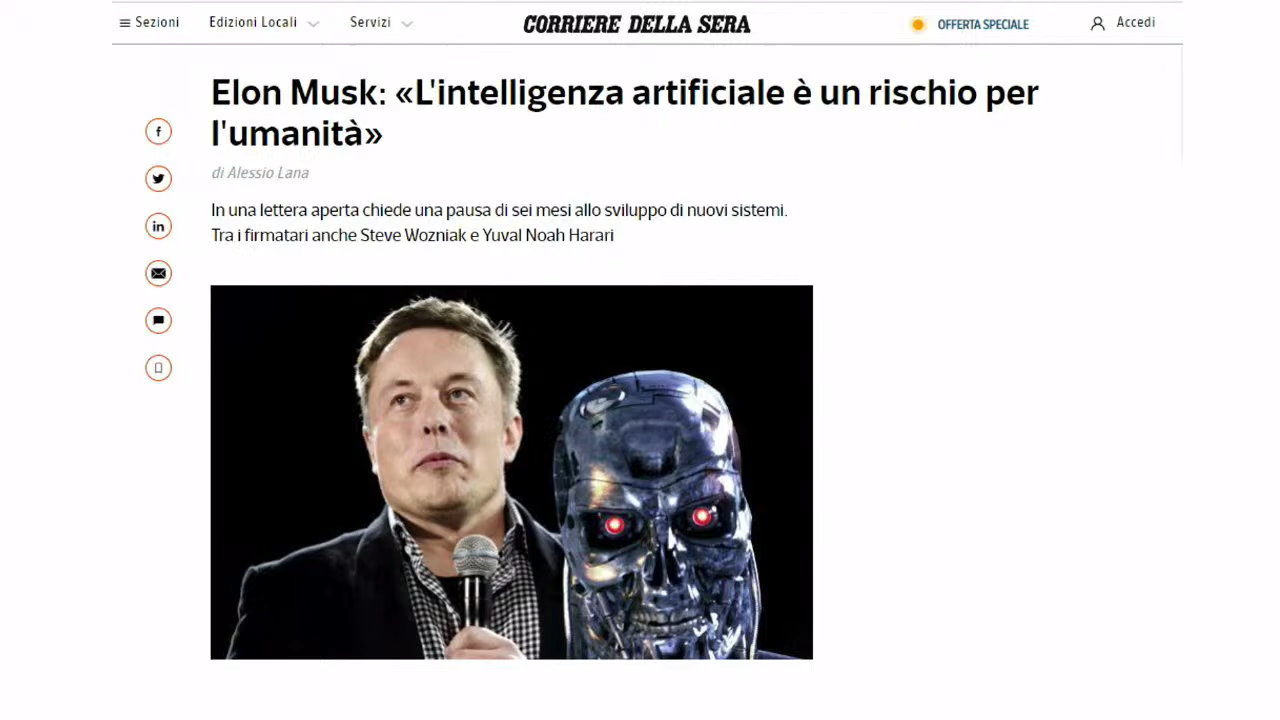 Sezioni
Edizioni Locali
Servizi
CORRIERE DELLA SERA
OFFERTA SPECIALE
Accedi
Elon Musk: «L'intelligenza artificiale è un rischio per
l'umanità»
di Alessio Lana
In una lettera aperta chiede una pausa di sei mesi allo sviluppo di nuovi sistemi.
Tra i firmatari anche Steve Wozniak e Yuval Noah Harari